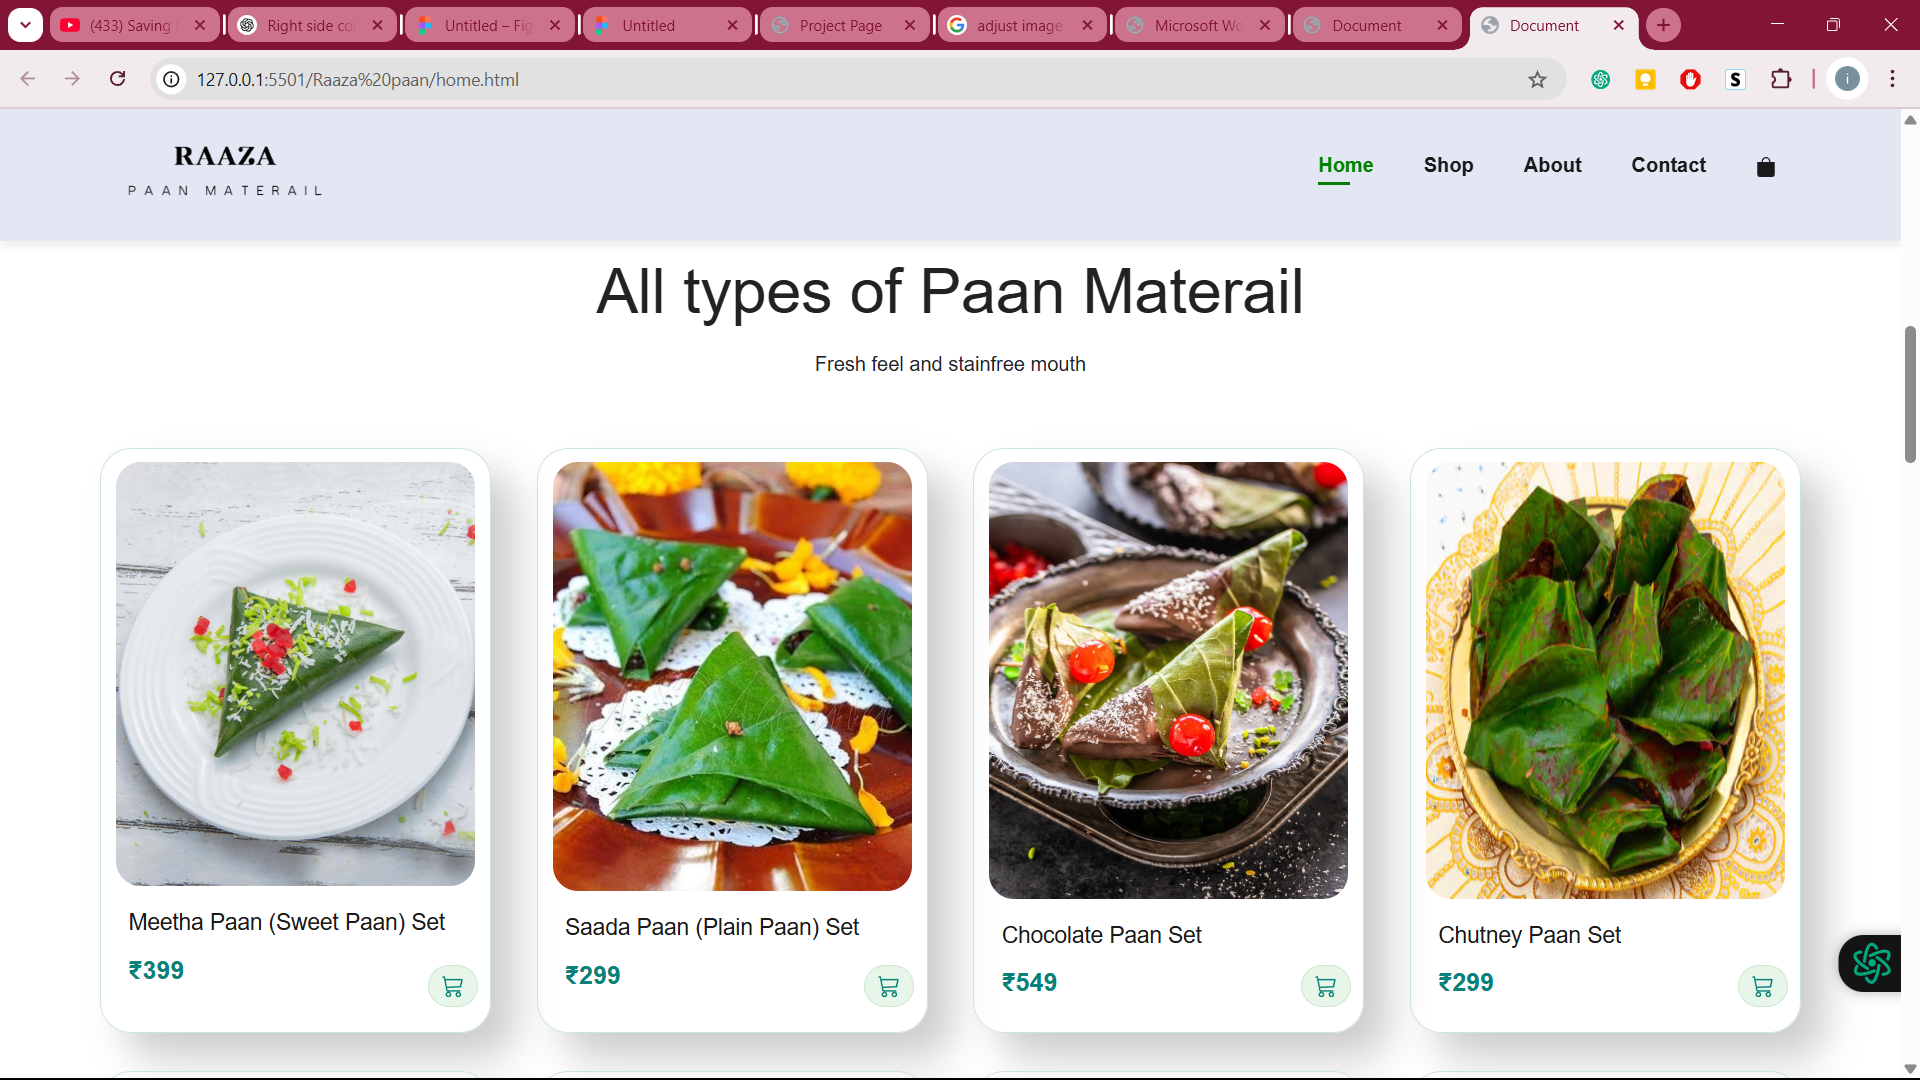 (433) Saving
Right side co
Untitled – Fig
Untitled
Project Page
adjust image
Microsoft Wo
Document
Document
127.0.0.1:5501/Raaza%20paan/home.html
S
i
RAAZA
PAAN MATERAIL
Home
Shop
About
Contact
All types of Paan Materail
Fresh feel and stainfree mouth
Meetha Paan (Sweet Paan) Set
₹399
Saada Paan (Plain Paan) Set
₹299
Chocolate Paan Set
₹549
Chutney Paan Set
₹299